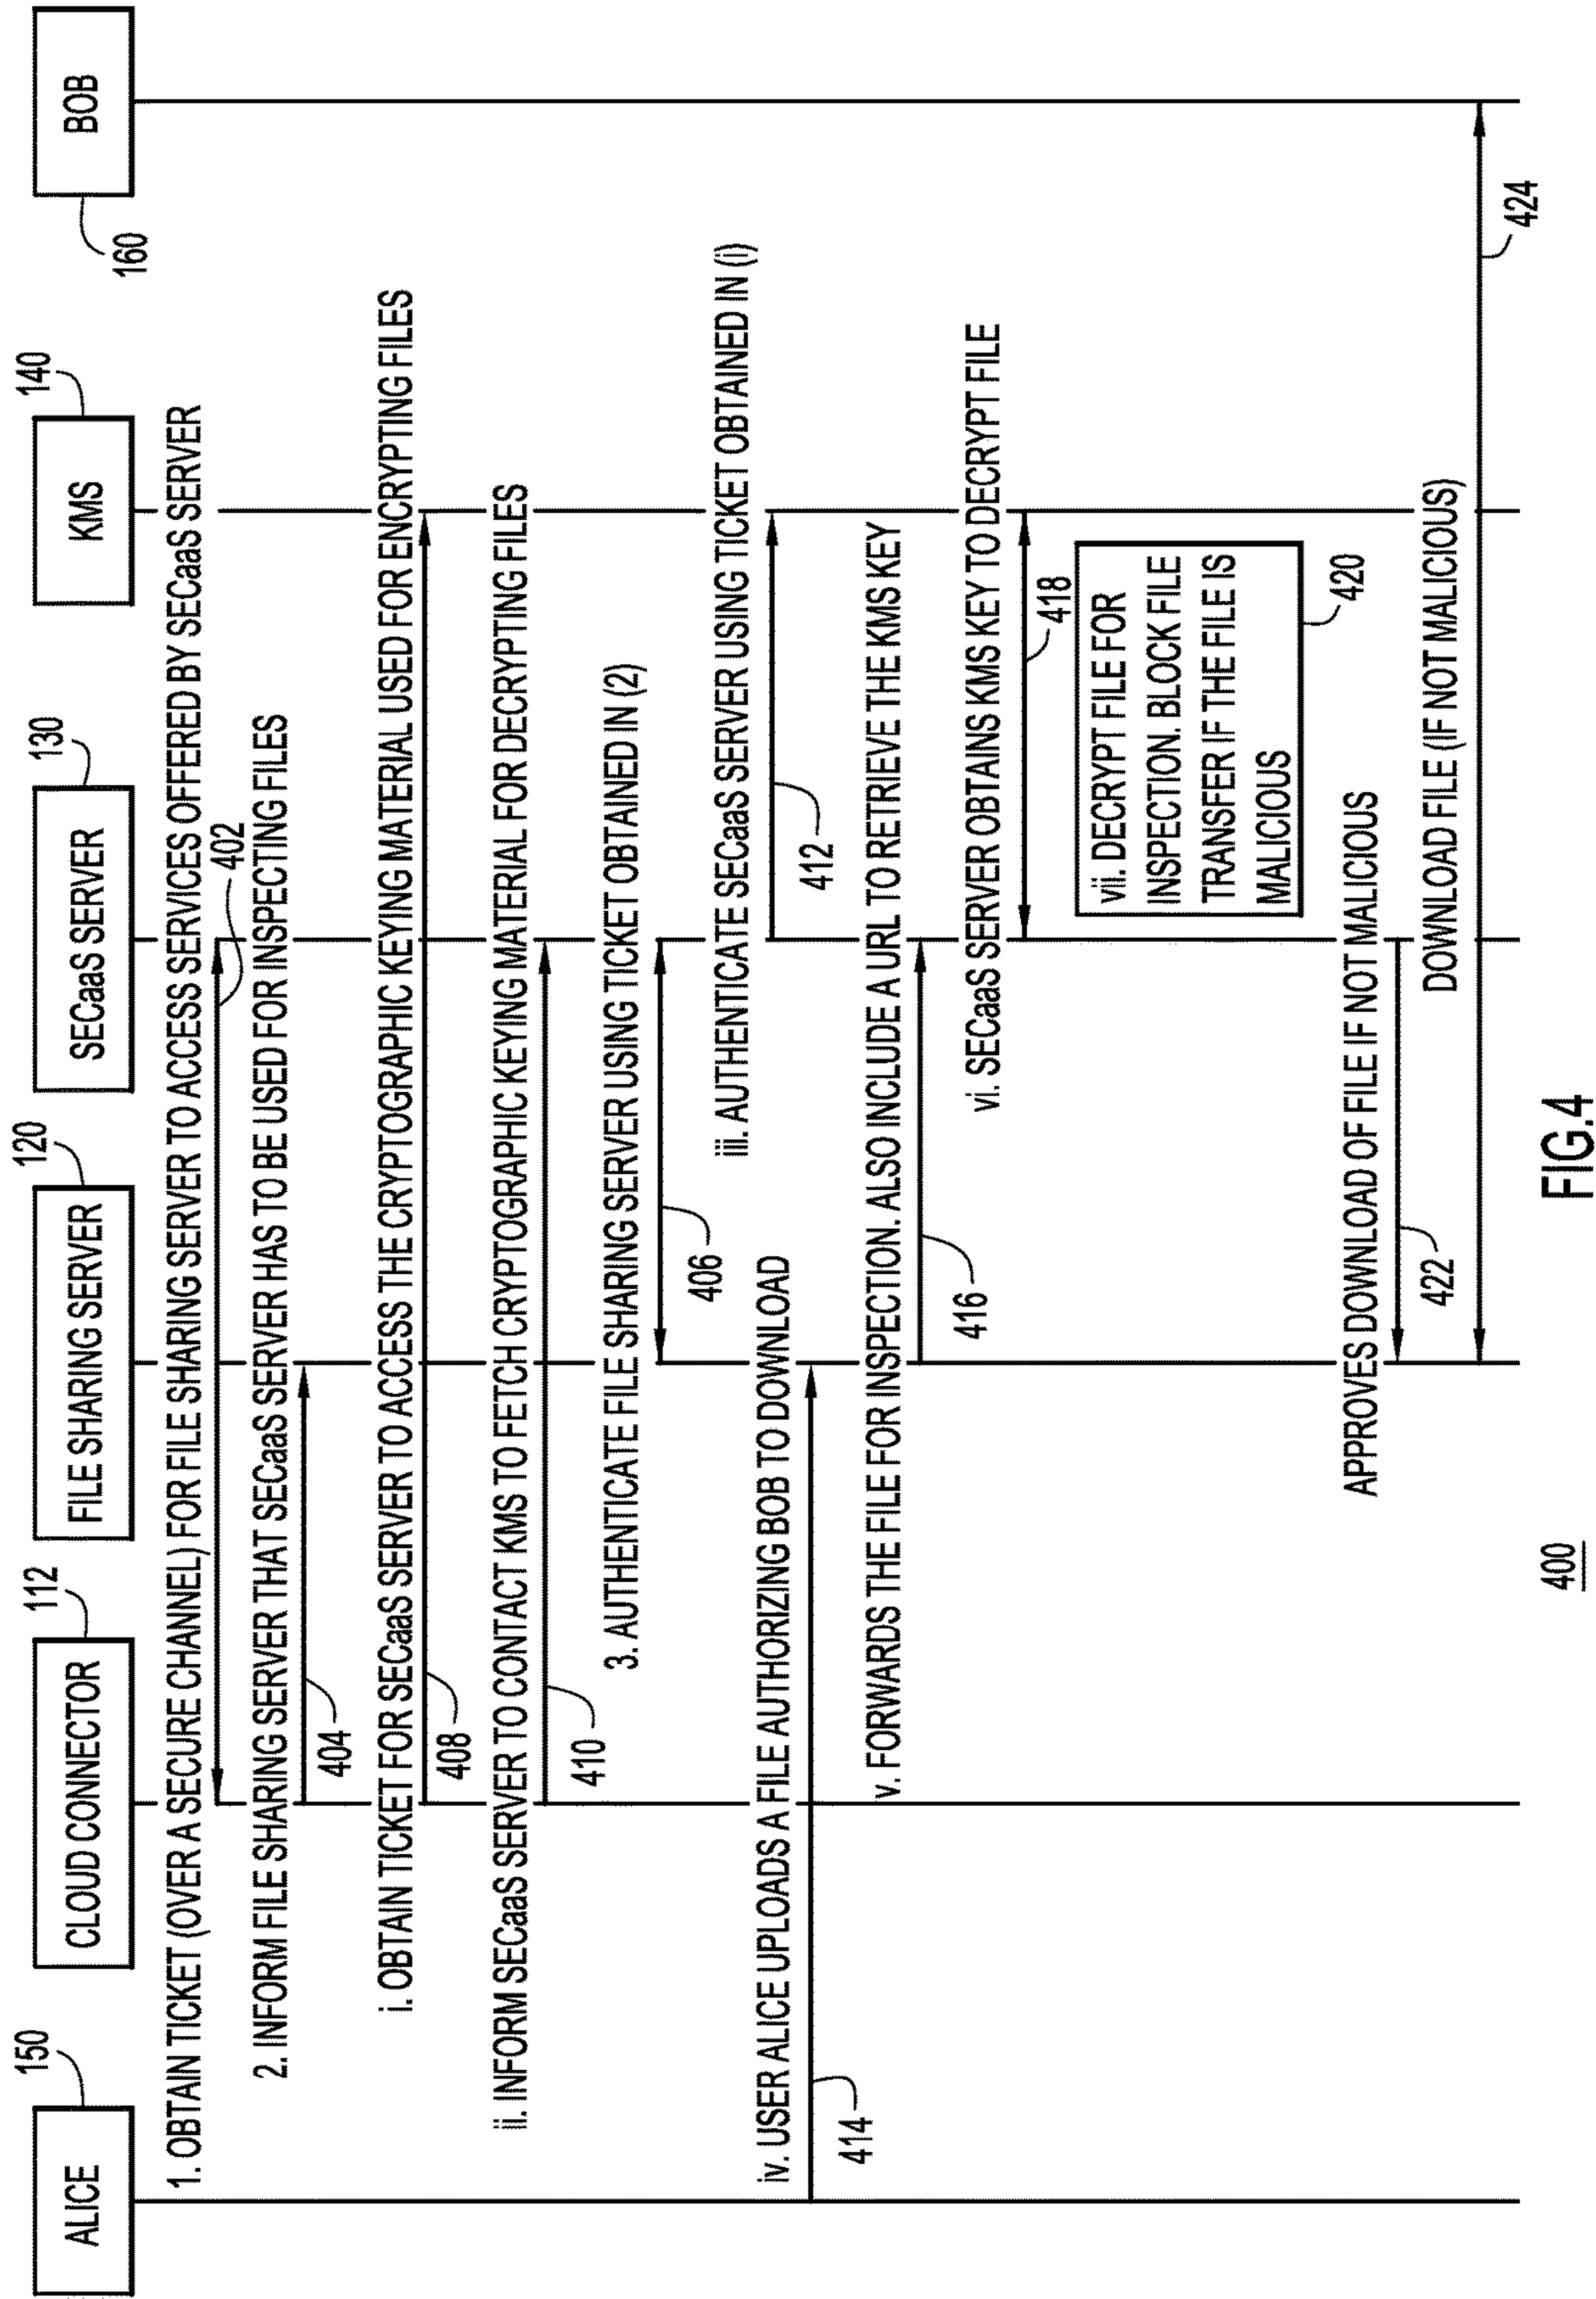 150
112
120
130
140
160
ALICE
CLOUD CONNECTOR
FILE SHARING SERVER
SECaaS SERVER
KMS
BOB
1. OBTAIN TICKET (OVER A SECURE CHANNEL) FOR FILE SHARING SERVER TO ACCESS SERVICES OFFERED BY SECaaS SERVER
402
2. INFORM FILE SHARING SERVER THAT SECaaS SERVER HAS TO BE USED FOR INSPECTING FILES
404
i. OBTAIN TICKET FOR SECaaS SERVER TO ACCESS THE CRYPTOGRAPHIC KEYING MATERIAL USED FOR ENCRYPTING FILES
408
ii. INFORM SECaaS SERVER TO CONTACT KMS TO FETCH CRYPTOGRAPHIC KEYING MATERIAL FOR DECRYPTING FILES
410
3. AUTHENTICATE FILE SHARING SERVER USING TICKET OBTAINED IN (2)
406
iii. AUTHENTICATE SECaaS SERVER USING TICKET OBTAINED IN (i)
412
iv. USER ALICE UPLOADS A FILE AUTHORIZING BOB TO DOWNLOAD
414
v. FORWARDS THE FILE FOR INSPECTION. ALSO INCLUDE A URL TO RETRIEVE THE KMS KEY
416
vi. SECaaS SERVER OBTAINS KMS KEY TO DECRYPT FILE
418
vii. DECRYPT FILE FOR
INSPECTION. BLOCK FILE
TRANSFER IF THE FILE IS
MALICIOUS
420
APPROVES DOWNLOAD OF FILE IF NOT MALICIOUS
422
DOWNLOAD FILE (IF NOT MALICIOUS)
424
400
FIG.4